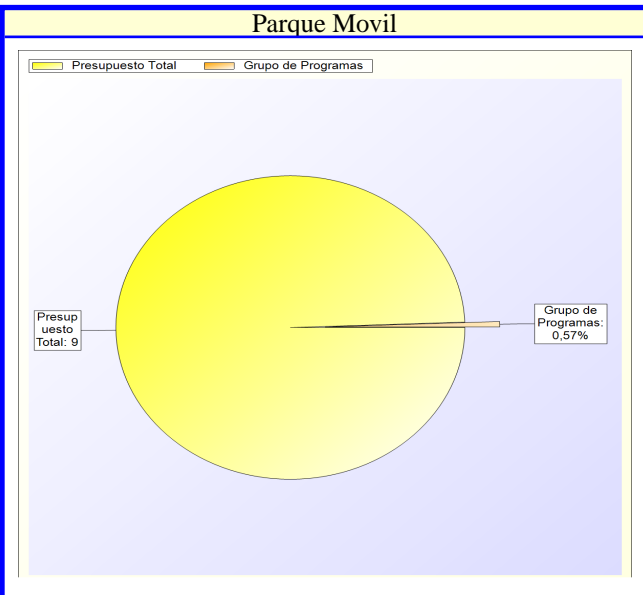 Parque Movil
Presupuesto Total
Grupo de Programas
Presup
uesto
Total: 9
Grupo de
Programas:
0,57%